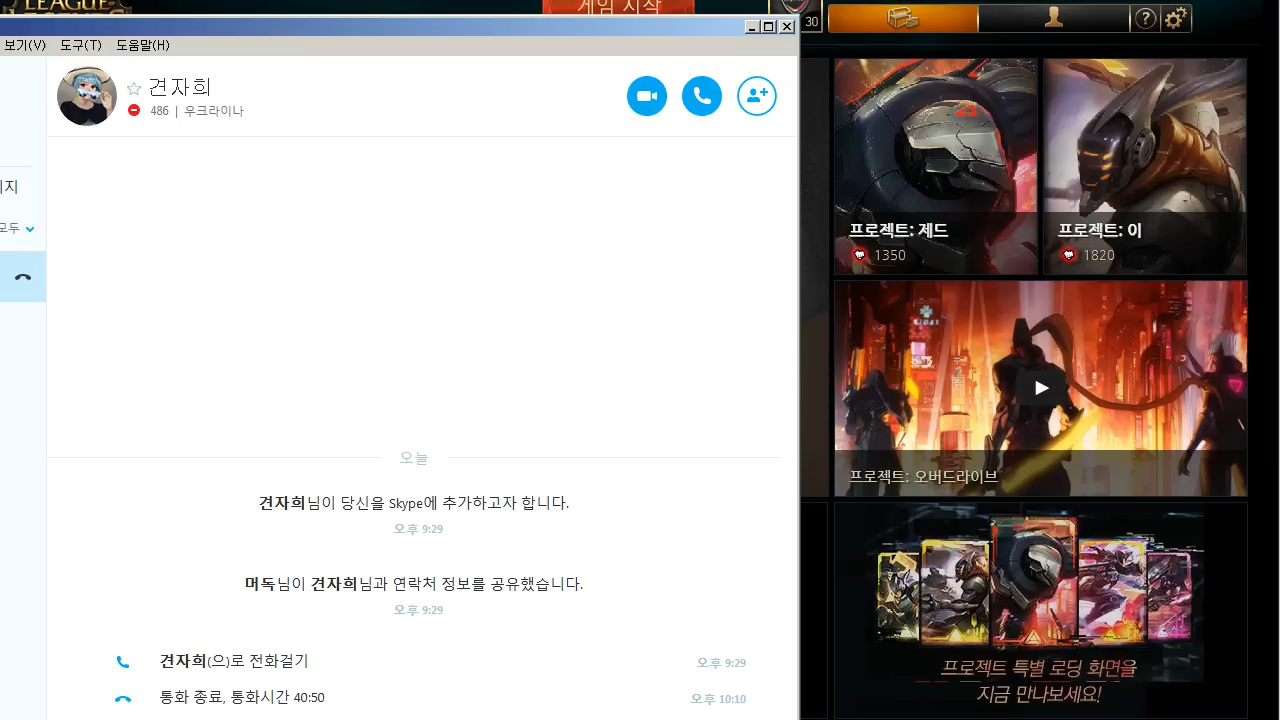 LEAGUE
게임 시작
30
?
보기(V) 도구(T) 도움말(H)
견자희
486 | 우크라이나
지
모두
오늘
견자희님이 당신을 Skype에 추가하고자 합니다.
오후 9:29
머독님이 견자희님과 연락처 정보를 공유했습니다.
오후 9:29
견자희(으)로 전화걸기 오후 9:29
통화 종료, 통화시간 40:50 오후 10:10
프로젝트: 제드
1350
프로젝트: 이
1820
프로젝트: 오버드라이브
프로젝트 특별 로딩 화면을
지금 만나보세요!